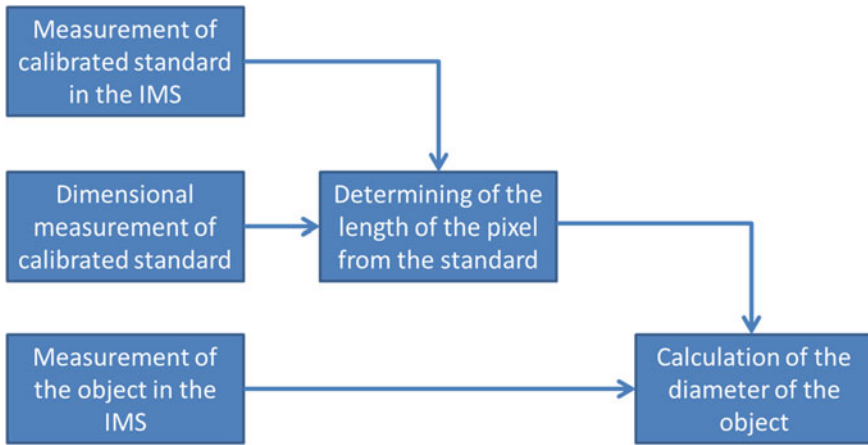 Measurement of
calibrated standard
in the IMS
Dimensional
measurement of
calibrated standard
Determining of the
length of the pixel
from the standard
Measurement of
the object in the
IMS
Calculation of the
diameter of the
object